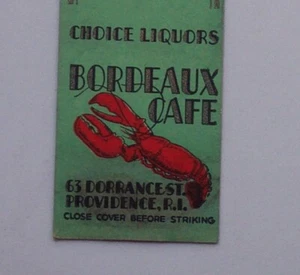 CHOICE LIQUORS
BORDEAUX
CAFE
63 DORRANCE ST.
PROVIDENCE, R.I.
CLOSE COVER BEFORE STRIKING